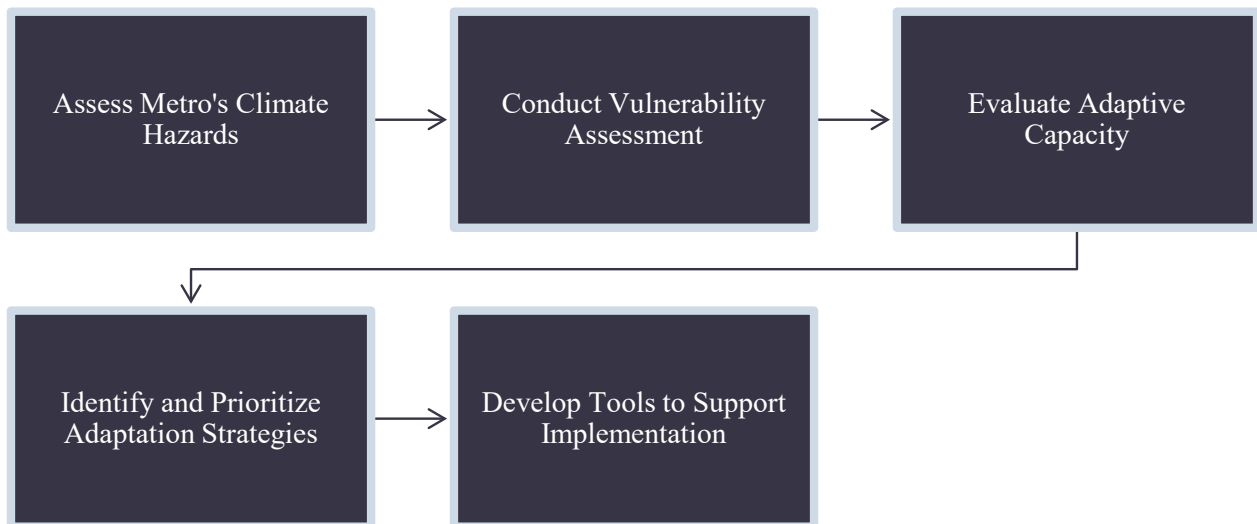 Assess Metro's Climate
Hazards
Conduct Vulnerability
Assessment
Evaluate Adaptive
Capacity
Identify and Prioritize
Adaptation Strategies
Develop Tools to Support
Implementation